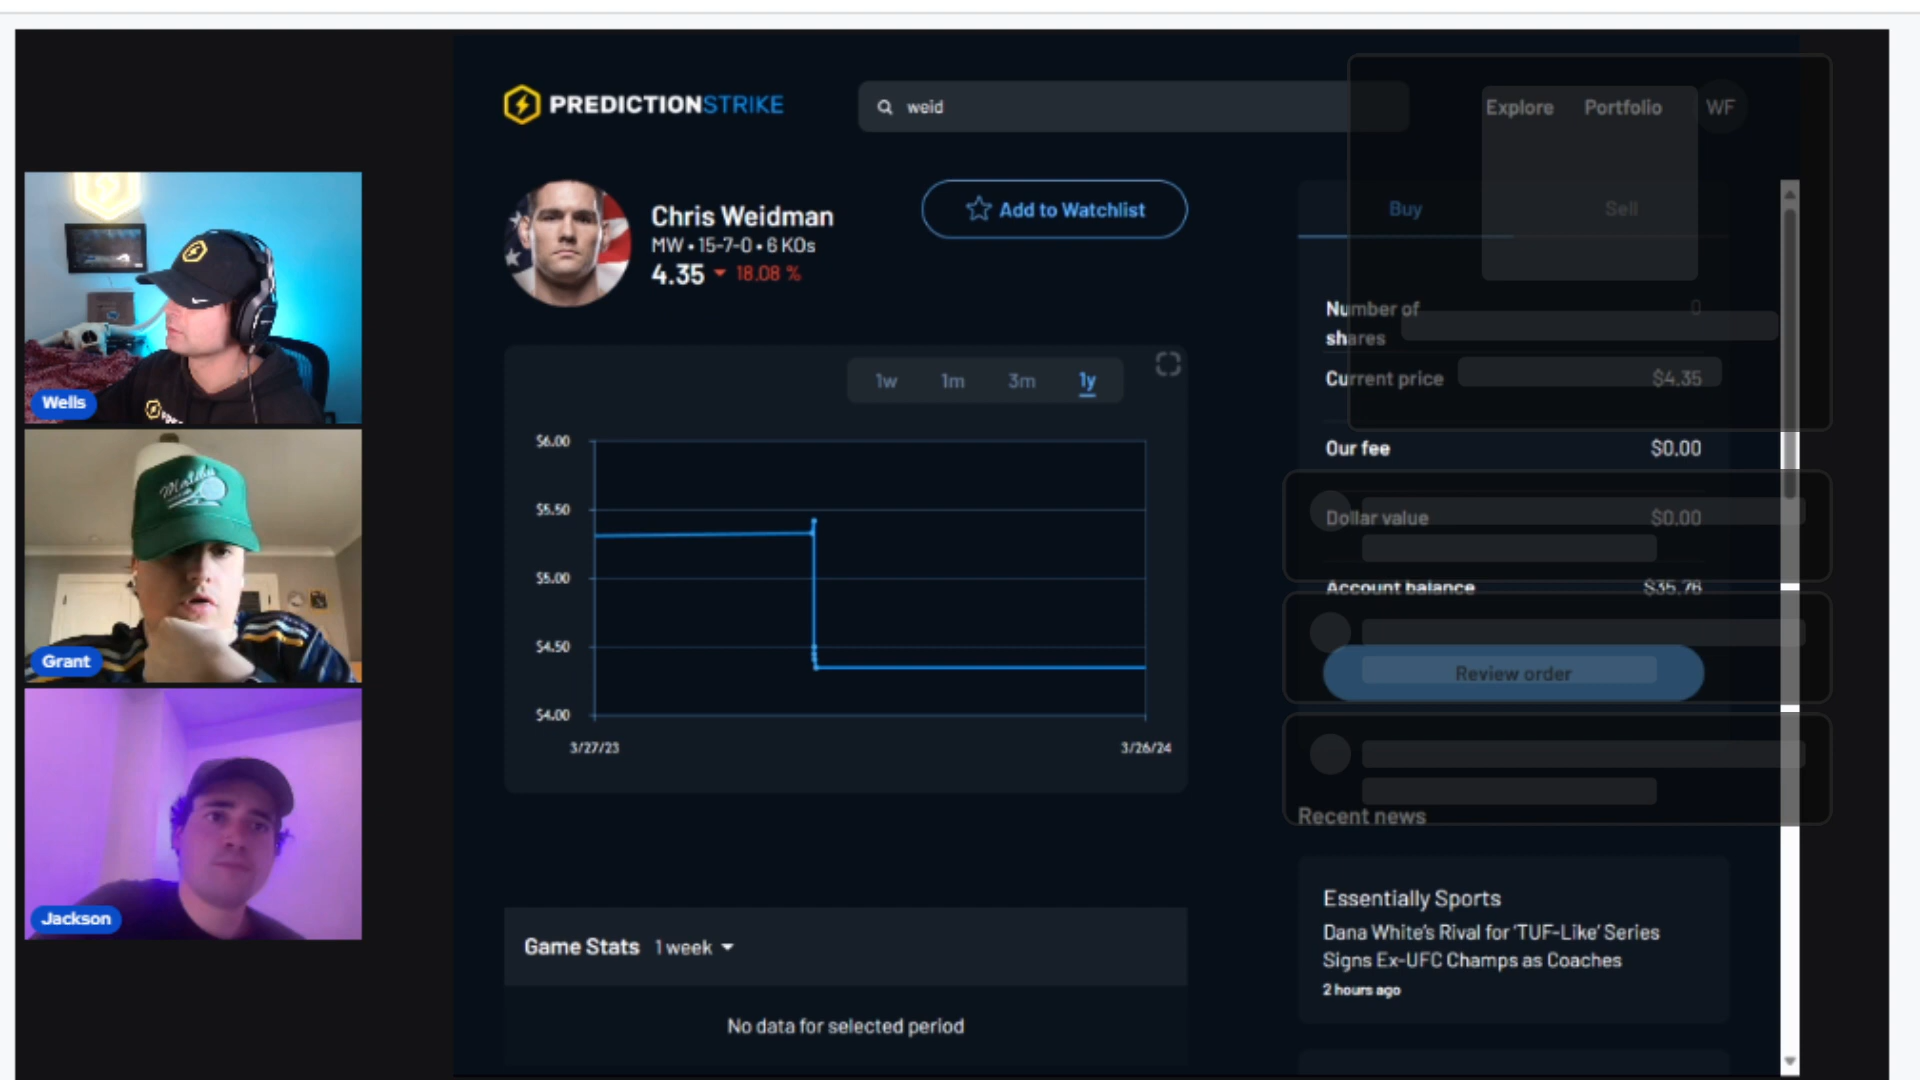 PREDICTIONSTRIKE
weid
Explore Portfolio WF
Chris Weidman
MW • 15-7-0 • 6 KOs
4.35 18.08 %
Add to Watchlist
Buy Sell
Number of shares 0
Current price $4.35
Our fee $0.00
Dollar value $0.00
Account balance $35.76
Review order
1w 1m 3m 1y
$6.00
$5.50
$5.00
$4.50
$4.00
3/27/23 3/26/24
Game Stats 1 week
No data for selected period
Recent news
Essentially Sports
Dana White's Rival for 'TUF-Like' Series
Signs Ex-UFC Champs as Coaches
2 hours ago
Wells
Grant
Jackson